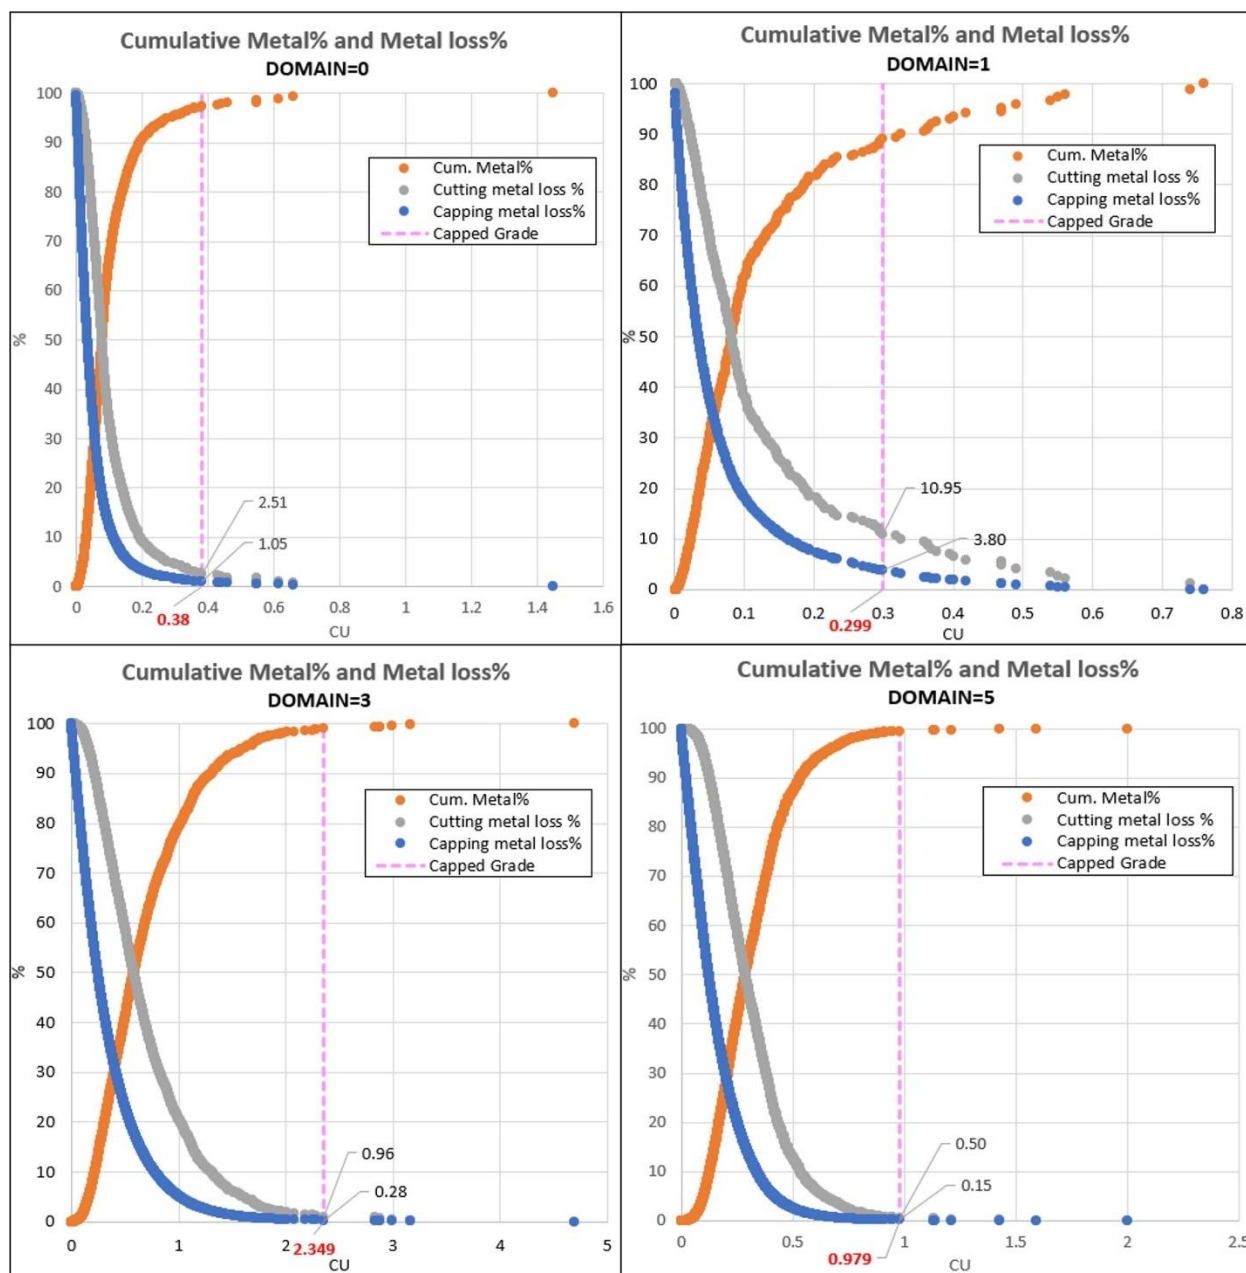 Cumulative Metal% and Metal loss%
DOMAIN=0
100
90
80
70
60
50
40
30
20
10
0
%
Cum. Metal%
Cutting metal loss %
Capping metal loss%
Capped Grade
2.51
1.05
0 0.2 0.4 0.6 0.8 1 1.2 1.4 1.6
0.38
CU
Cumulative Metal% and Metal loss%
DOMAIN=1
100
90
80
70
60
50
40
30
20
10
0
%
Cum. Metal%
Cutting metal loss %
Capping metal loss%
Capped Grade
10.95
3.80
0 0.1 0.2 0.3 0.4 0.5 0.6 0.7 0.8
0.299
CU
Cumulative Metal% and Metal loss%
DOMAIN=3
100
90
80
70
60
50
40
30
20
10
0
%
Cum. Metal%
Cutting metal loss %
Capping metal loss%
Capped Grade
0.96
0.28
0 1 2 3 4 5
2.349
CU
Cumulative Metal% and Metal loss%
DOMAIN=5
100
90
80
70
60
50
40
30
20
10
0
%
Cum. Metal%
Cutting metal loss %
Capping metal loss%
Capped Grade
0.50
0.15
0 0.5 1 1.5 2 2.5
0.979
CU